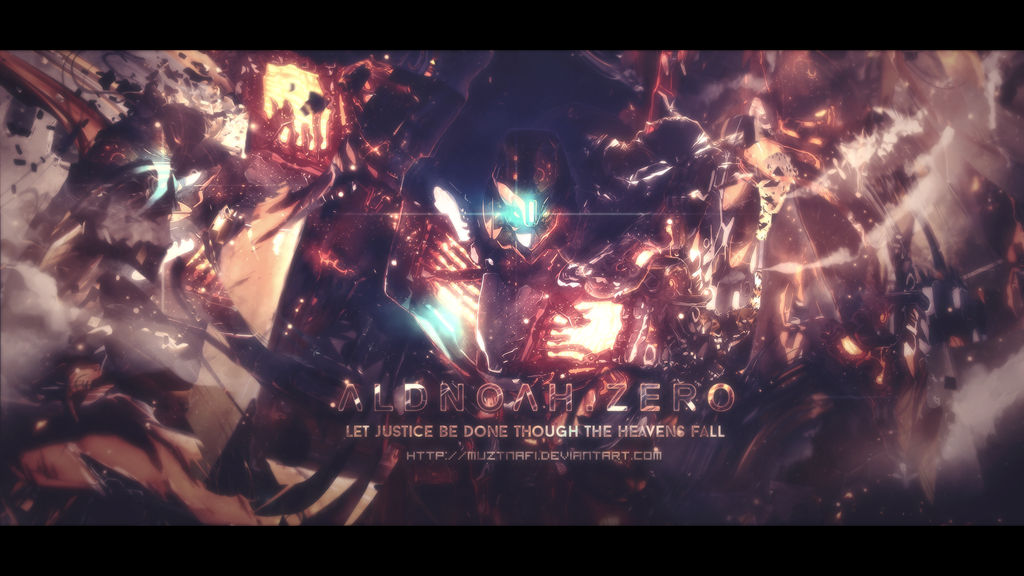 ALDNOAH.ZERO
LET JUSTICE BE DONE THOUGH THE HEAVENS FALL
HTTP://MUZTNAFI.DEVIANTART.COM